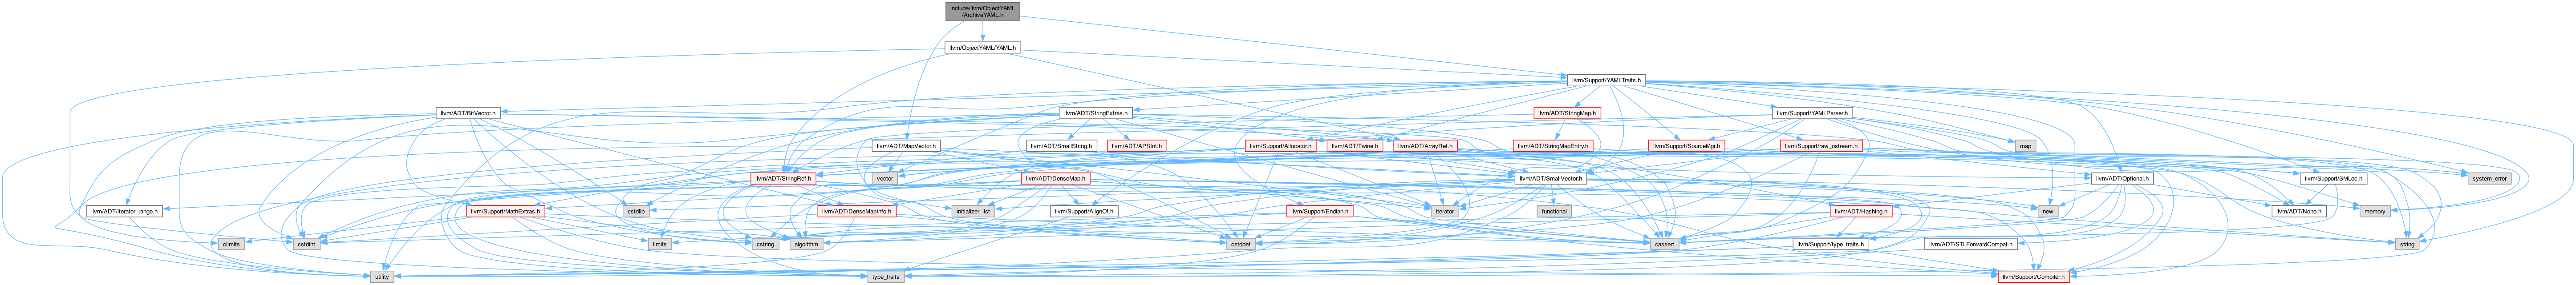 include/llvm/ObjectYAML
/ArchiveYAML.h
llvm/ObjectYAML/YAML.h
llvm/Support/YAMLTraits.h
llvm/ADT/BitVector.h
llvm/ADT/StringExtras.h
llvm/ADT/StringMap.h
llvm/Support/YAMLParser.h
llvm/ADT/MapVector.h
llvm/ADT/SmallString.h
llvm/ADT/APSInt.h
llvm/Support/Allocator.h
llvm/ADT/Twine.h
llvm/ADT/ArrayRef.h
llvm/ADT/StringMapEntry.h
llvm/Support/SourceMgr.h
llvm/Support/raw_ostream.h
map
llvm/ADT/StringRef.h
vector
llvm/ADT/DenseMap.h
llvm/ADT/SmallVector.h
llvm/ADT/Optional.h
llvm/Support/SMLoc.h
system_error
llvm/ADT/iterator_range.h
llvm/Support/MathExtras.h
cstdlib
llvm/ADT/DenseMapInfo.h
initializer_list
llvm/Support/AlignOf.h
llvm/Support/Endian.h
iterator
functional
llvm/ADT/Hashing.h
new
llvm/ADT/None.h
memory
climits
cstdint
limits
cstring
algorithm
cstddef
cassert
llvm/Support/type_traits.h
llvm/ADT/STLForwardCompat.h
string
utility
type_traits
llvm/Support/Compiler.h